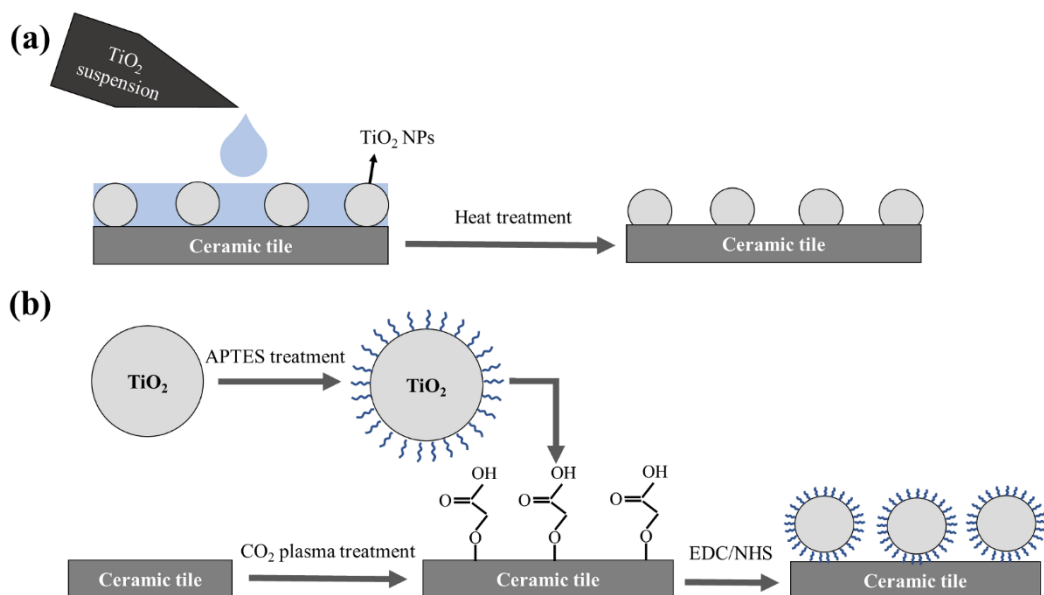 (a)
TiO₂
suspension
TiO₂ NPs
Ceramic tile
Heat treatment
Ceramic tile
(b)
TiO₂
APTES treatment
TiO₂
OH
O
O
OH
O
O
OH
O
O
Ceramic tile
CO₂ plasma treatment
Ceramic tile
EDC/NHS
Ceramic tile